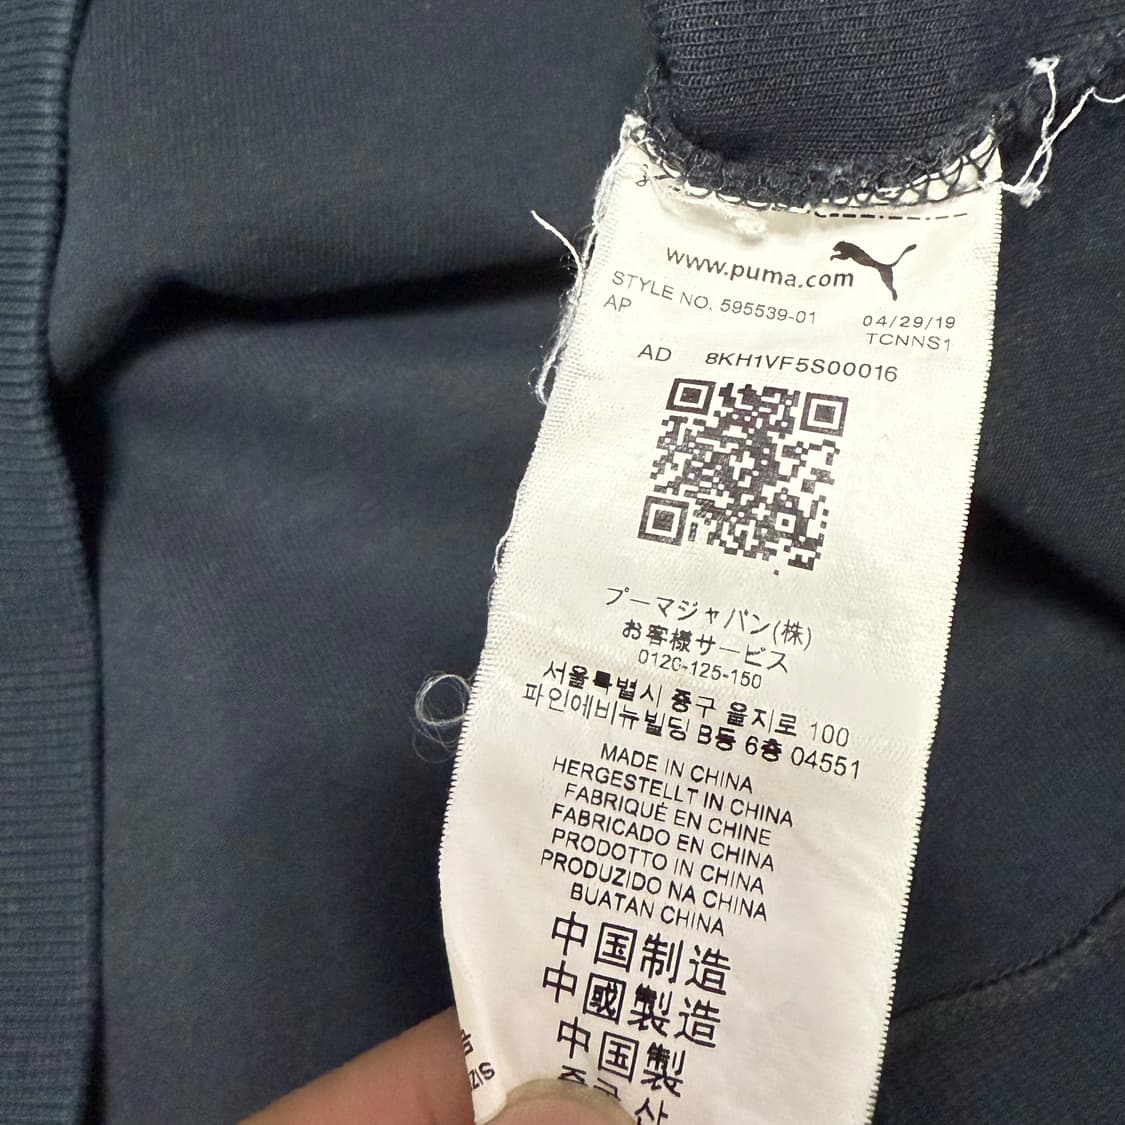 www.puma.com
STYLE NO. 595539-01
AP
04/29/19
TCNNS1
AD 8KH1VF5S00016
プーマジャパン(株)
お客様サービス
0120-125-150
서울특별시 중구 을지로 100
파인에비뉴빌딩 B동 6층 04551
MADE IN CHINA
HERGESTELLT IN CHINA
FABRIQUÉ EN CHINE
FABRICADO EN CHINA
PRODOTTO IN CHINA
PRODUZIDO NA CHINA
BUATAN CHINA
中国制造
中國製造
中国製
중국 산